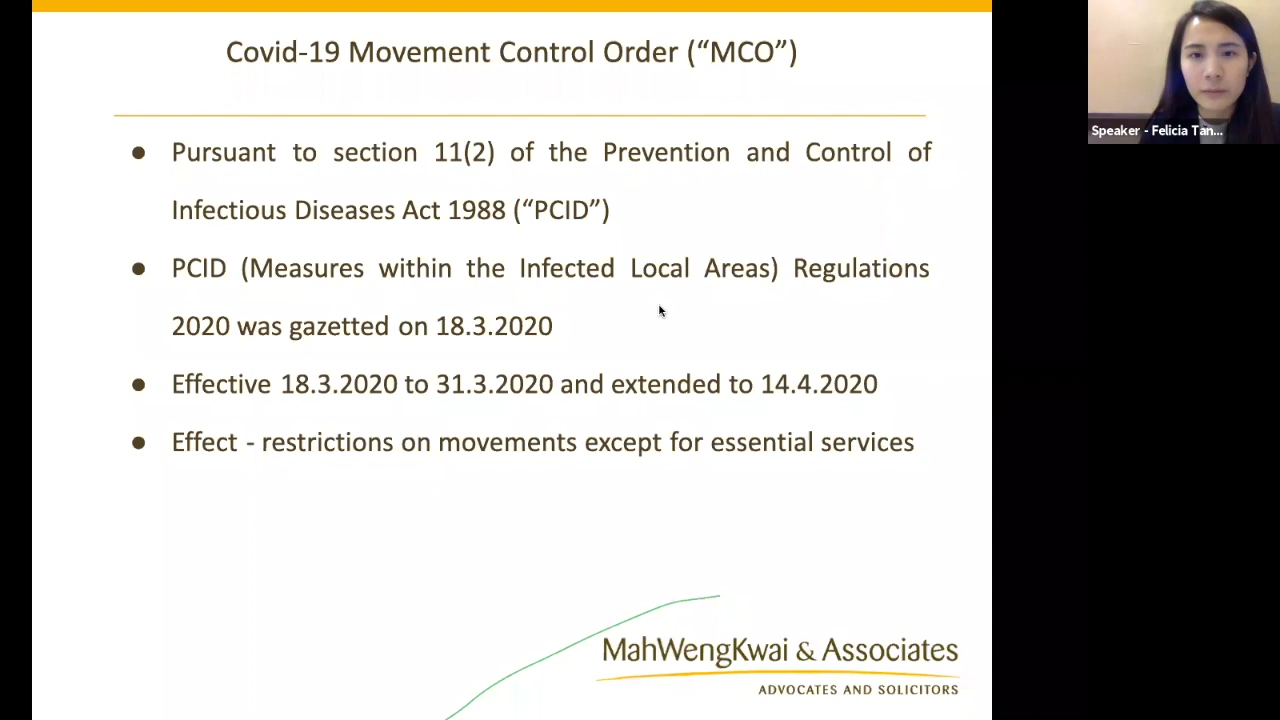 Covid-19 Movement Control Order (“MCO”)
● Pursuant to section 11(2) of the Prevention and Control of
Infectious Diseases Act 1988 (“PCID”)
● PCID (Measures within the Infected Local Areas) Regulations
2020 was gazetted on 18.3.2020
● Effective 18.3.2020 to 31.3.2020 and extended to 14.4.2020
● Effect - restrictions on movements except for essential services
MahWengKwai & Associates
ADVOCATES AND SOLICITORS
Speaker - Felicia Tan...